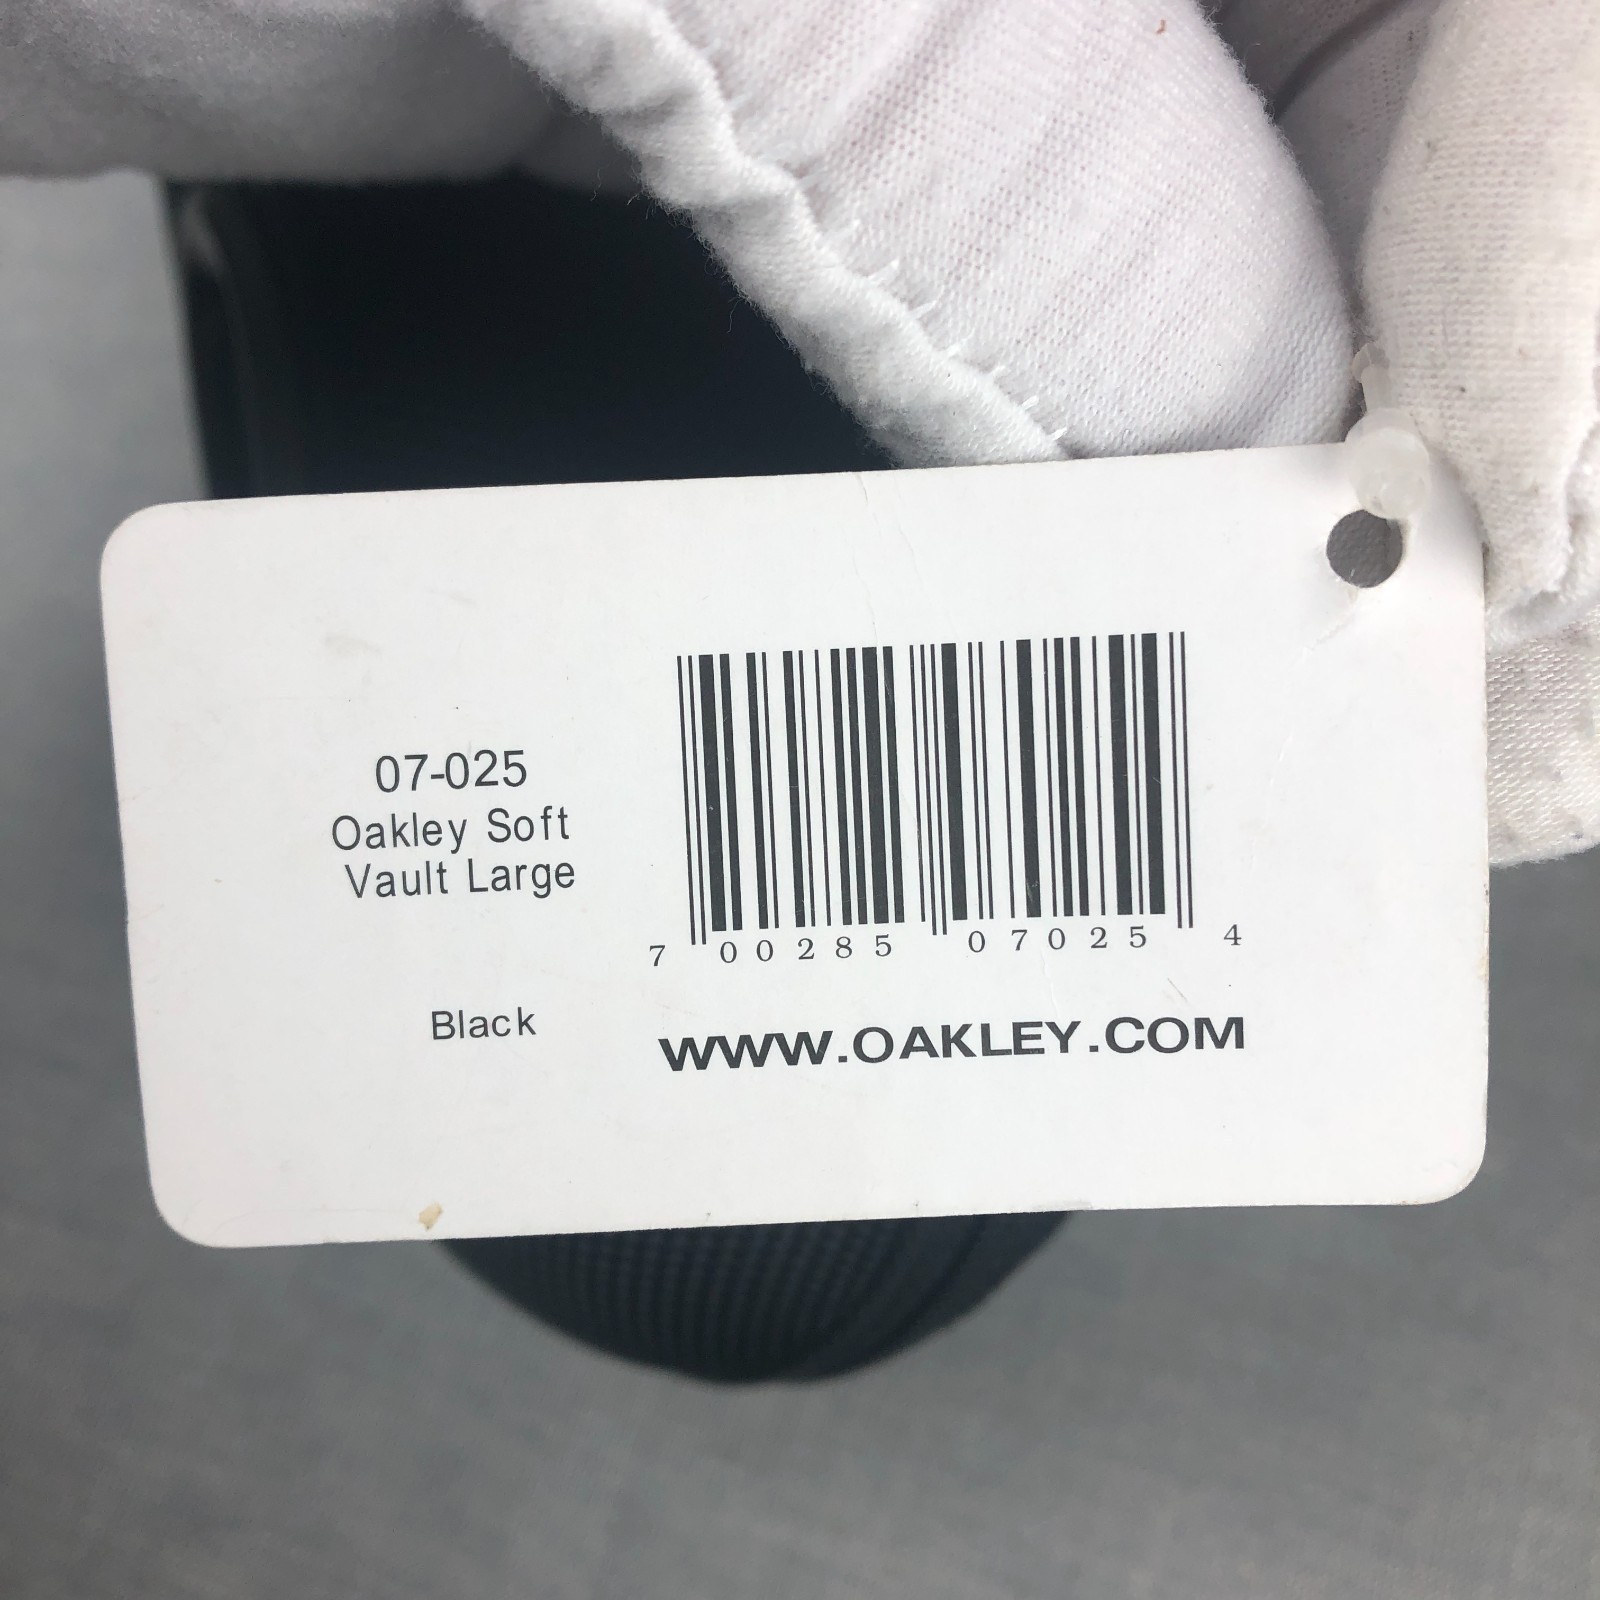 07-025
Oakley Soft
Vault Large
Black
7 00285 07025 4
WWW.OAKLEY.COM